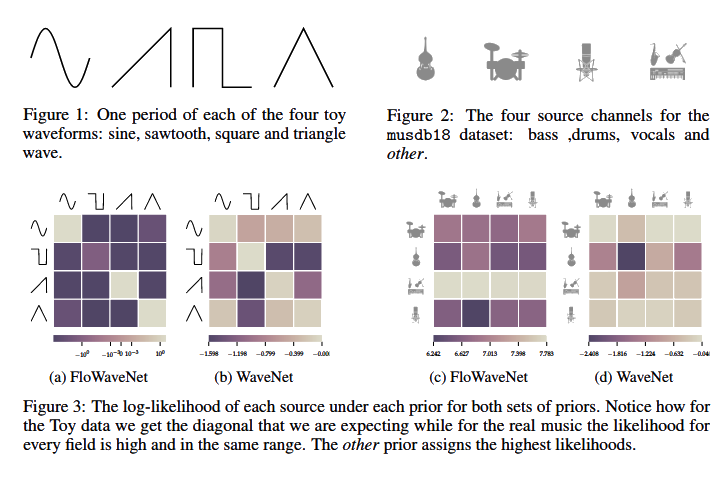 Figure 1: One period of each of the four toy
waveforms: sine, sawtooth, square and triangle
wave.
Figure 2: The four source channels for the
musdb18 dataset: bass ,drums, vocals and
other.
−10⁰ −10⁻³0 10⁻³ 10⁰
−1.598 −1.198 −0.799 −0.399 −0.00
6.242 6.627 7.013 7.398 7.783
−2.408 −1.816 −1.224 −0.632 −0.04
(a) FloWaveNet
(b) WaveNet
(c) FloWaveNet
(d) WaveNet
Figure 3: The log-likelihood of each source under each prior for both sets of priors. Notice how for
the Toy data we get the diagonal that we are expecting while for the real music the likelihood for
every field is high and in the same range. The other prior assigns the highest likelihoods.